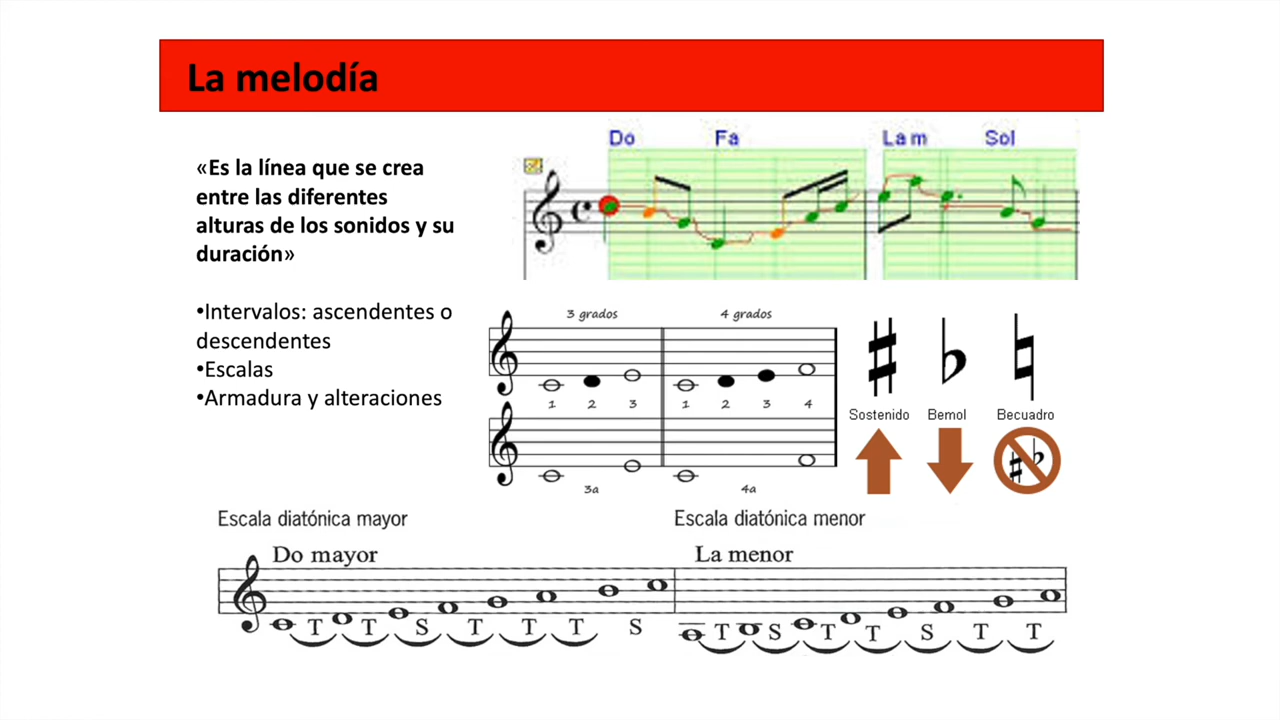 La melodía
«Es la línea que se crea
entre las diferentes
alturas de los sonidos y su
duración»
•Intervalos: ascendentes o
descendentes
•Escalas
•Armadura y alteraciones
Do Fa La m Sol
3 grados 4 grados
1 2 3 1 2 3 4
3a 4a
Sostenido Bemol Becuadro
Escala diatónica mayor
Do mayor
T T S T T T S
Escala diatónica menor
La menor
T S T T S T T